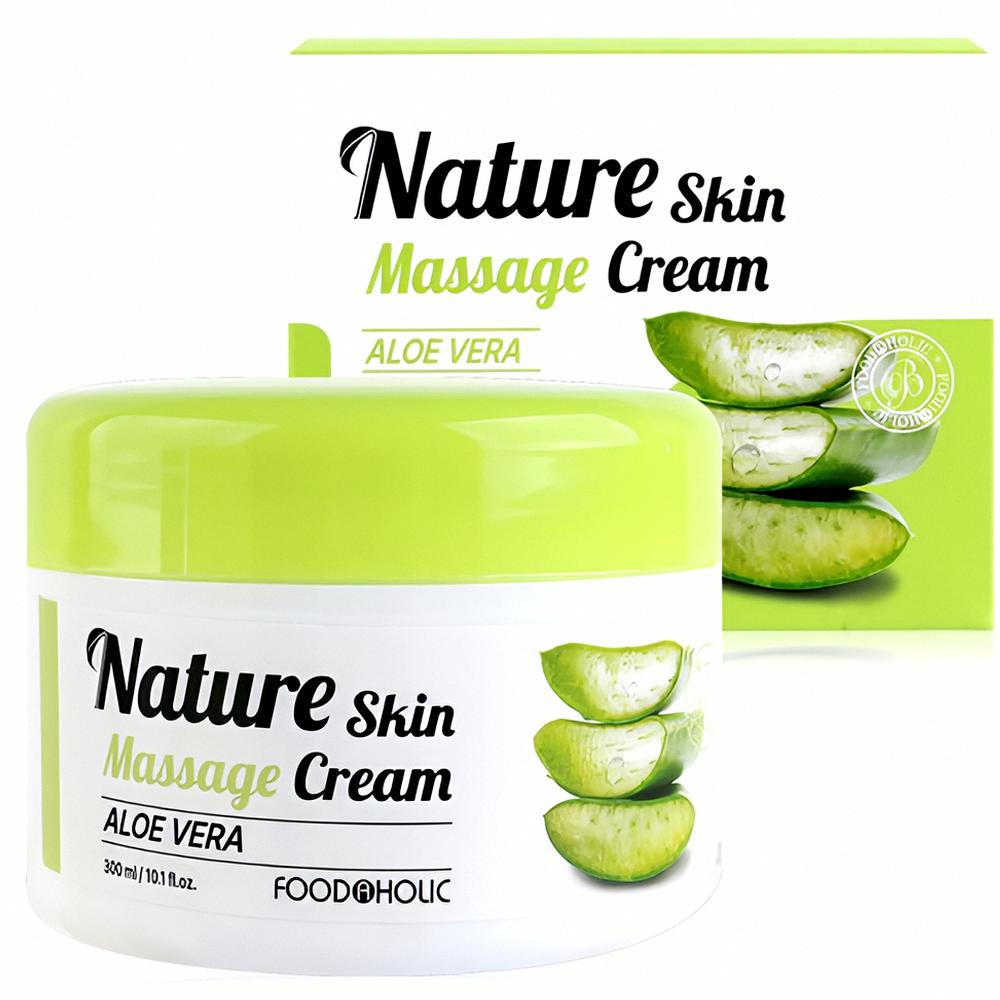 Nature Skin
Massage Cream
ALOE VERA
FOODAHOLIC
Nature Skin
Massage Cream
ALOE VERA
300 ml / 10.1 fl.oz.
FOODAHOLIC